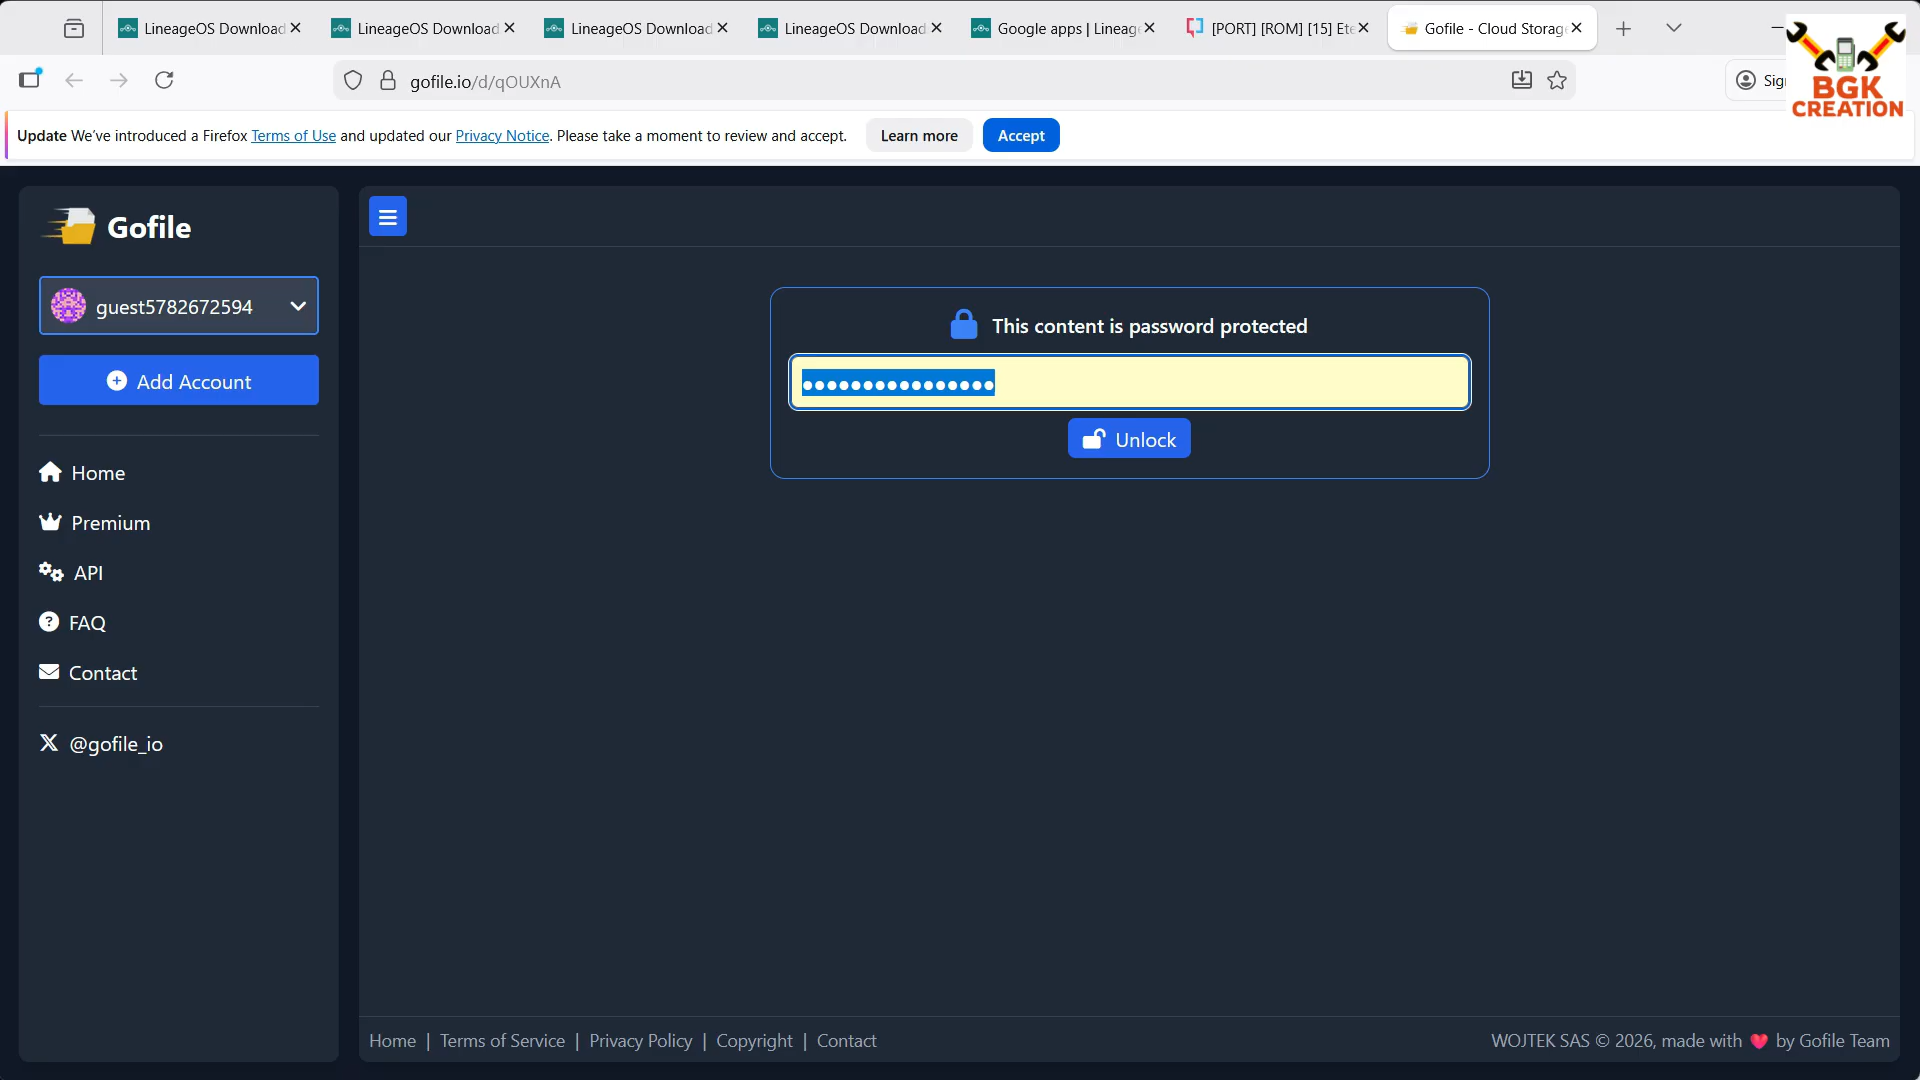 LineageOS Download
LineageOS Download
LineageOS Download
LineageOS Download
Google apps | Lineag
[PORT] [ROM] [15] Ete
Gofile - Cloud Storag
gofile.io/d/qOUXnA
Sig
BGK
CREATION
Update We've introduced a Firefox Terms of Use and updated our Privacy Notice. Please take a moment to review and accept.
Learn more
Accept
Gofile
guest5782672594
Add Account
Home
Premium
API
FAQ
Contact
@gofile_io
This content is password protected
Unlock
Home | Terms of Service | Privacy Policy | Copyright | Contact
WOJTEK SAS © 2026, made with ❤ by Gofile Team